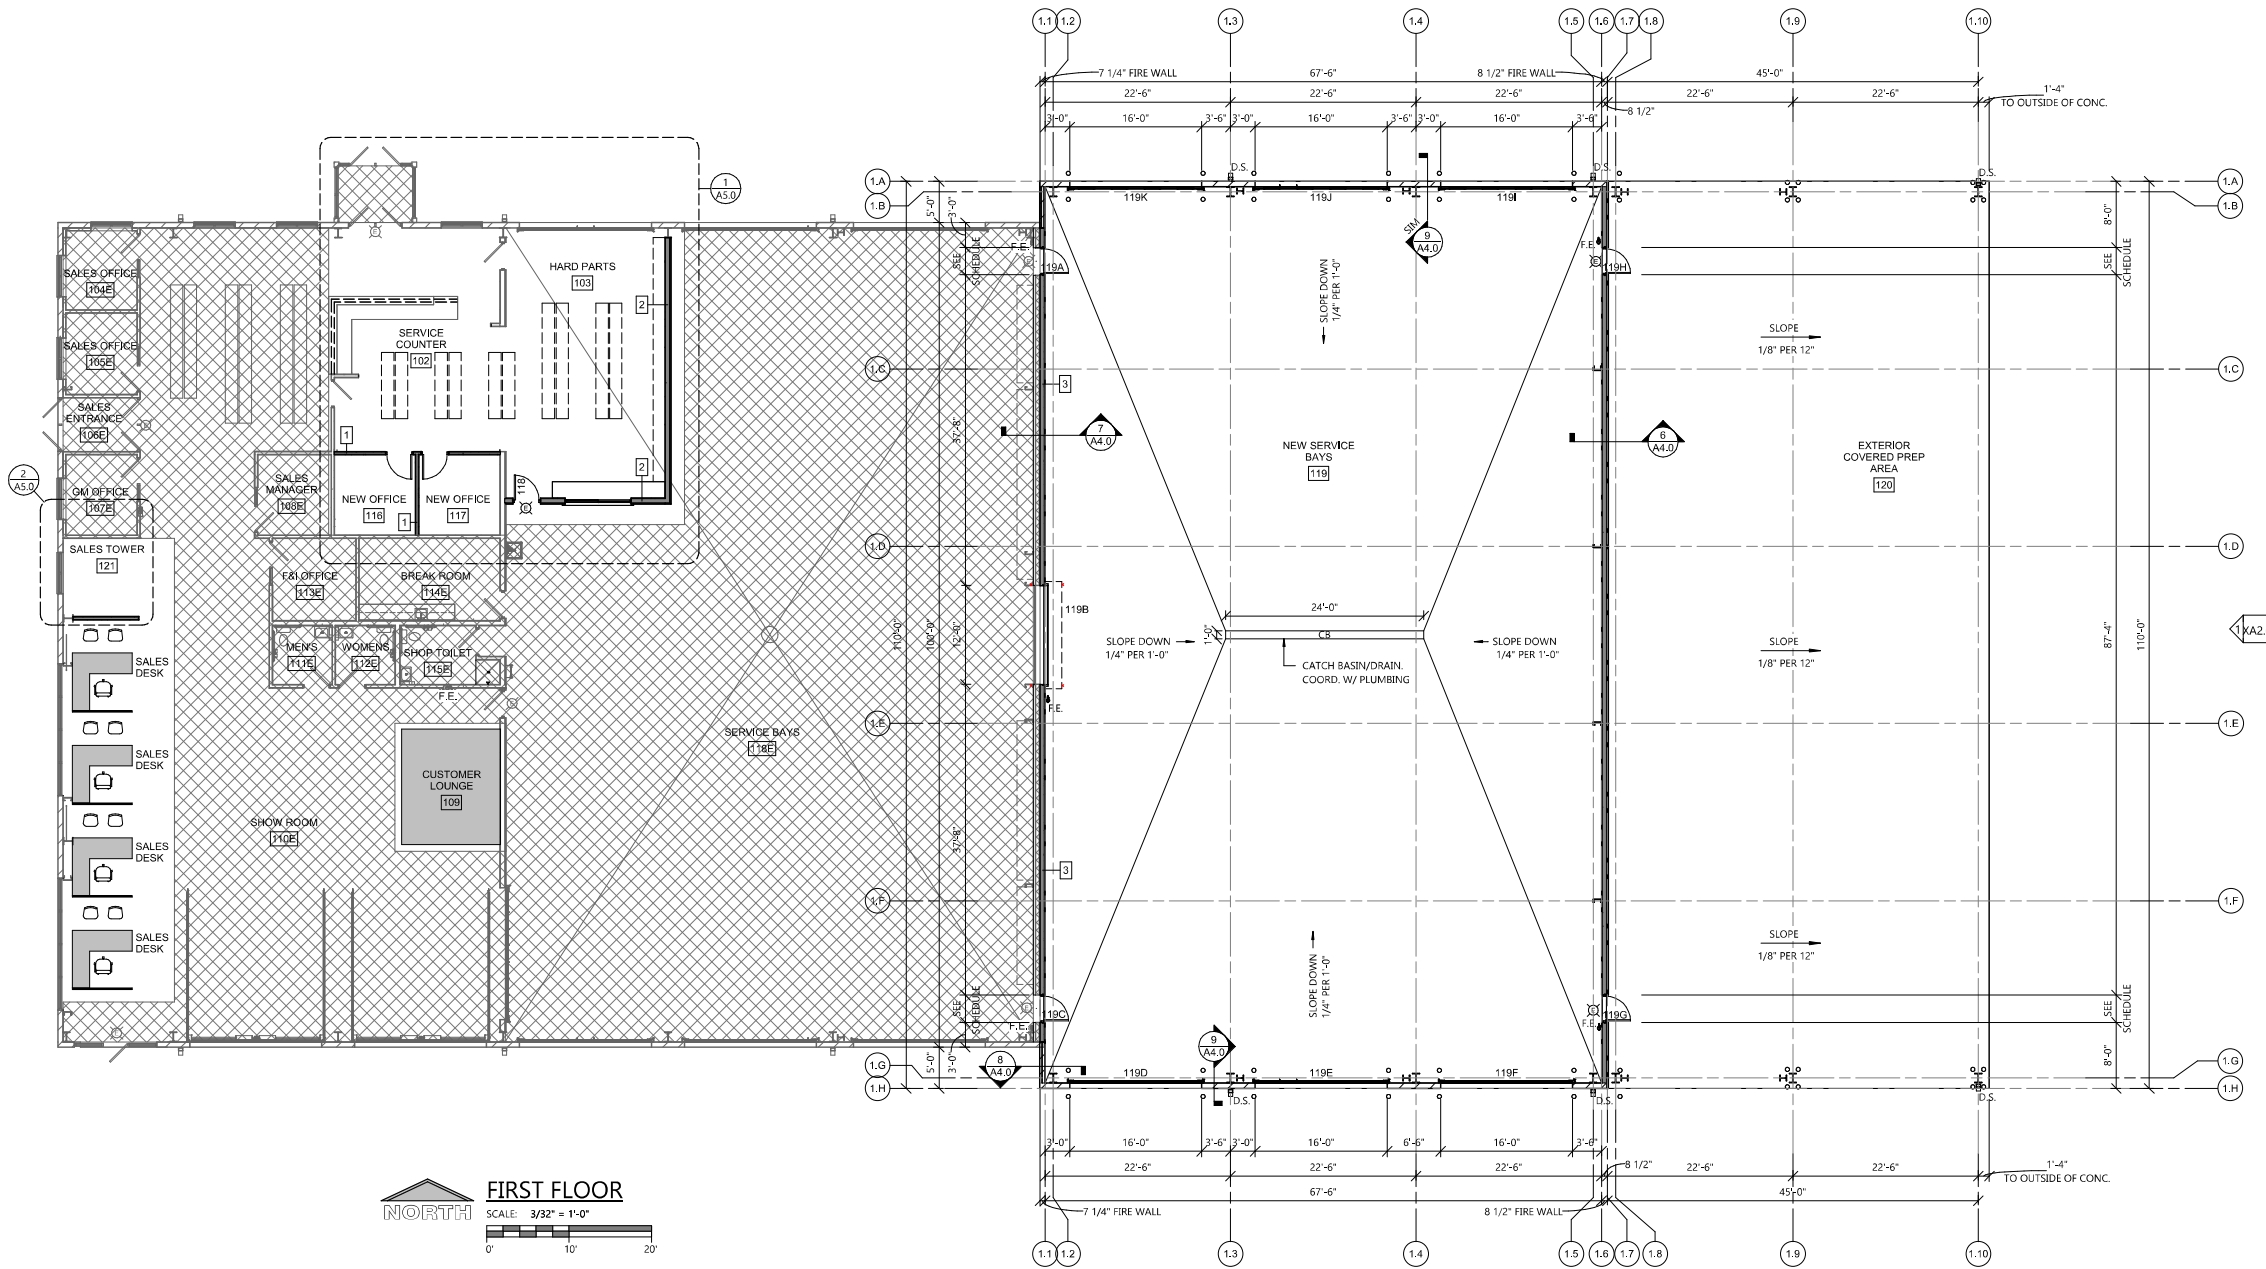 1.1
1.2
1.3
1.4
1.5
1.6
1.7
1.8
1.9
1.10
7 1/4" FIRE WALL
67'-6"
8 1/2" FIRE WALL
45'-0"
22'-6"
22'-6"
22'-6"
22'-6"
22'-6"
1'-4"
TO OUTSIDE OF CONC.
8 1/2"
3'-0"
16'-0"
3'-6"
3'-0"
16'-0"
3'-6"
3'-0"
16'-0"
3'-6"
D.S.
D.S.
D.S.
1
A5.0
1.A
1.B
1.A
1.B
119K
119J
119I
5'-0"
3'-0"
8'-0"
SIM
9
A4.0
E
F.E.
E
F.E.
E
SEE
SCHEDULE
119A
119H
SEE
SCHEDULE
SALES OFFICE
104E
HARD PARTS
103
2
SLOPE DOWN
1/4" PER 1'-0"
SERVICE
COUNTER
102
SALES OFFICE
105E
SLOPE
1/8" PER 12"
1.C
1.C
3
SALES
ENTRANCE
106E
E
1
37'-8"
7
A4.0
6
A4.0
NEW SERVICE
BAYS
119
EXTERIOR
COVERED PREP
AREA
120
2
A5.0
2
GM OFFICE
107E
SALES
MANAGER
108E
NEW OFFICE
116
NEW OFFICE
117
118
E
1
SALES TOWER
121
1.D
1.D
F&I OFFICE
113E
BREAK ROOM
114E
119B
24'-0"
CB
1'-0"
110'-0"
100'-0"
12'-0"
87'-4"
110'-0"
SLOPE DOWN
1/4" PER 1'-0"
SLOPE DOWN
1/4" PER 1'-0"
SLOPE
1/8" PER 12"
1
XA2.
CATCH BASIN/DRAIN.
COORD. W/ PLUMBING
MEN'S
111E
WOMENS
112E
SHOP TOILET
115E
F.E.
E
F.E.
SALES
DESK
SERVICE BAYS
118E
1.E
1.E
SALES
DESK
CUSTOMER
LOUNGE
109
SHOW ROOM
110E
SALES
DESK
37'-8"
3
1.F
1.F
SALES
DESK
SLOPE DOWN
1/4" PER 1'-0"
SLOPE
1/8" PER 12"
SEE
SCHEDULE
119C
E
F.E.
E
F.E.
119G
SEE
SCHEDULE
E
5'-0"
3'-0"
8'-0"
1.G
1.H
8
A4.0
9
A4.0
1.G
1.H
119D
119E
119F
D.S.
D.S.
D.S.
3'-0"
16'-0"
3'-6"
3'-0"
16'-0"
6'-6"
16'-0"
3'-6"
22'-6"
22'-6"
22'-6"
8 1/2"
22'-6"
22'-6"
1'-4"
TO OUTSIDE OF CONC.
67'-6"
45'-0"
7 1/4" FIRE WALL
8 1/2" FIRE WALL
1.1
1.2
1.3
1.4
1.5
1.6
1.7
1.8
1.9
1.10
NORTH
FIRST FLOOR
SCALE: 3/32" = 1'-0"
0'
10'
20'